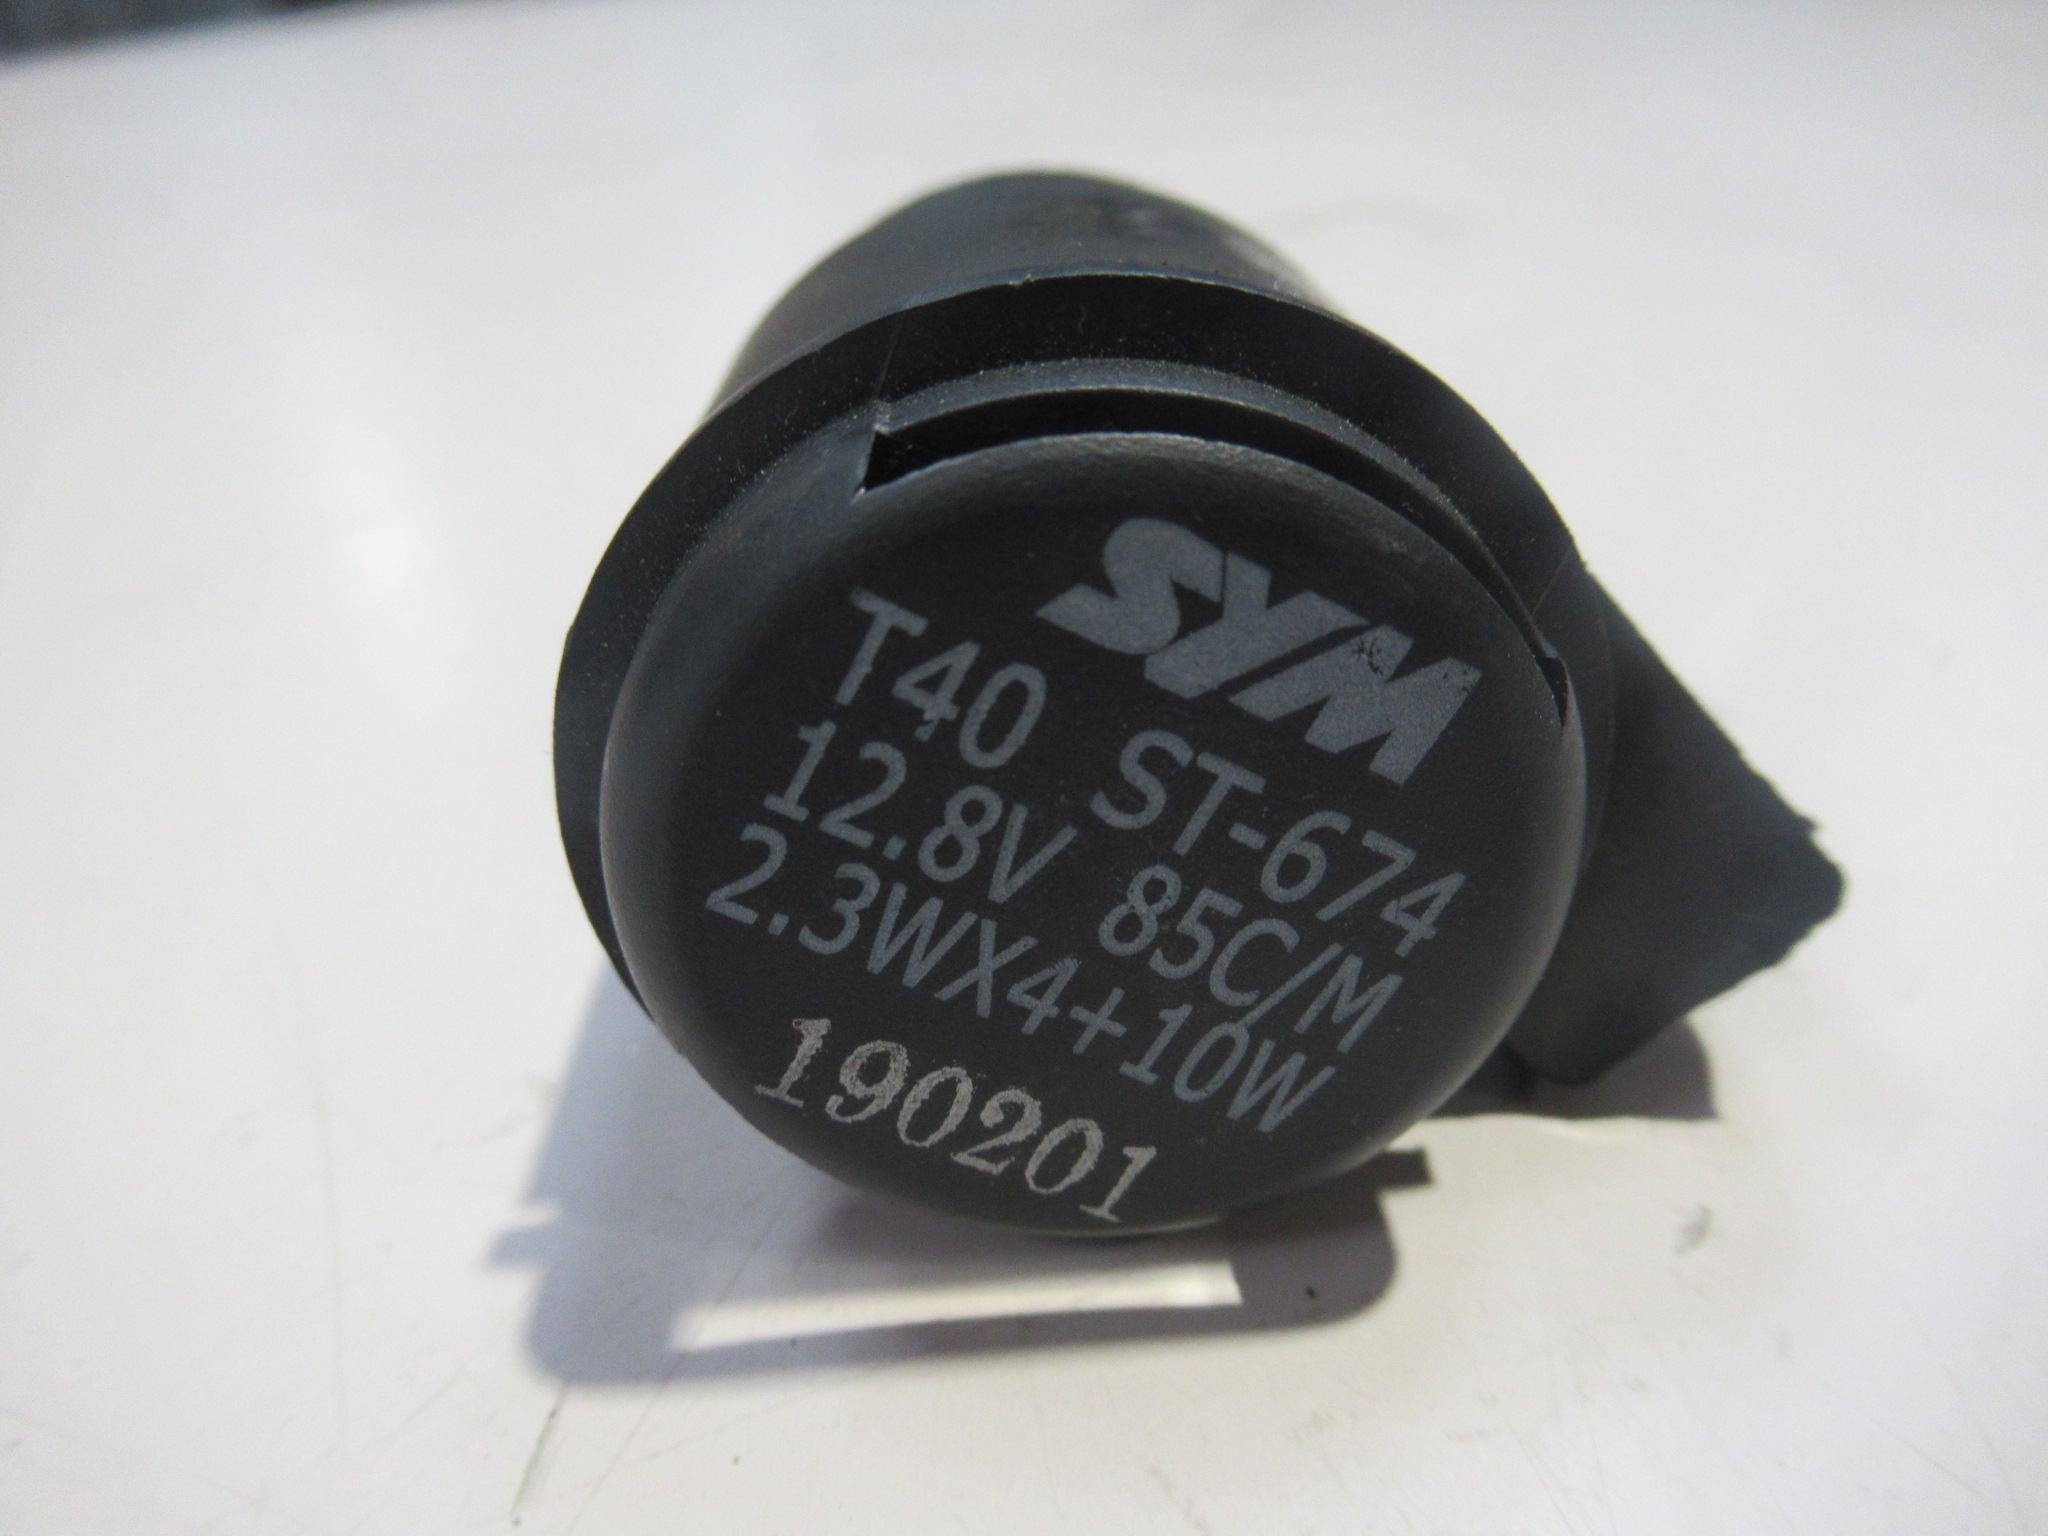 SYM
T40 ST-674
12.8V 85C/M
2.3WX4+10W
190201